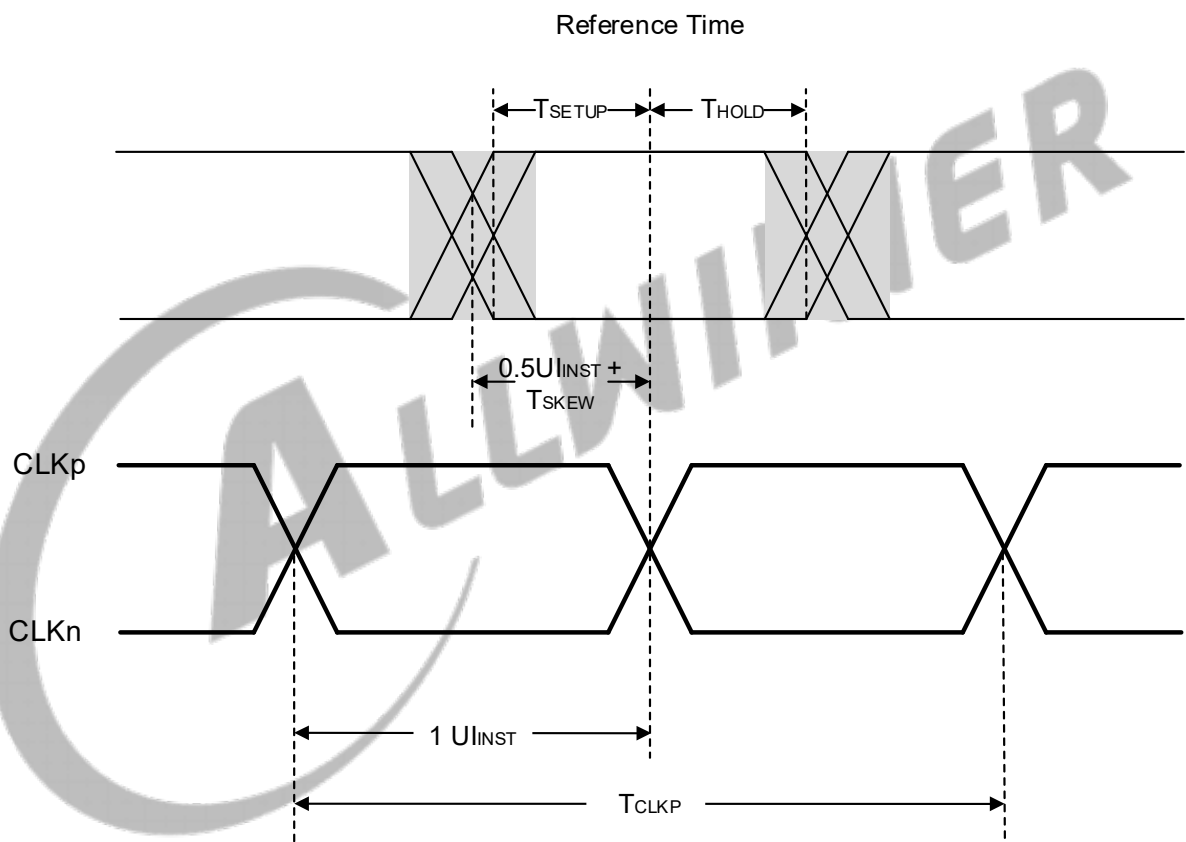 Reference Time
TSETUP
THOLD
0.5UIINST +
TSKEW
CLKp
CLKn
1 UIINST
TCLKP
ALLWINNER